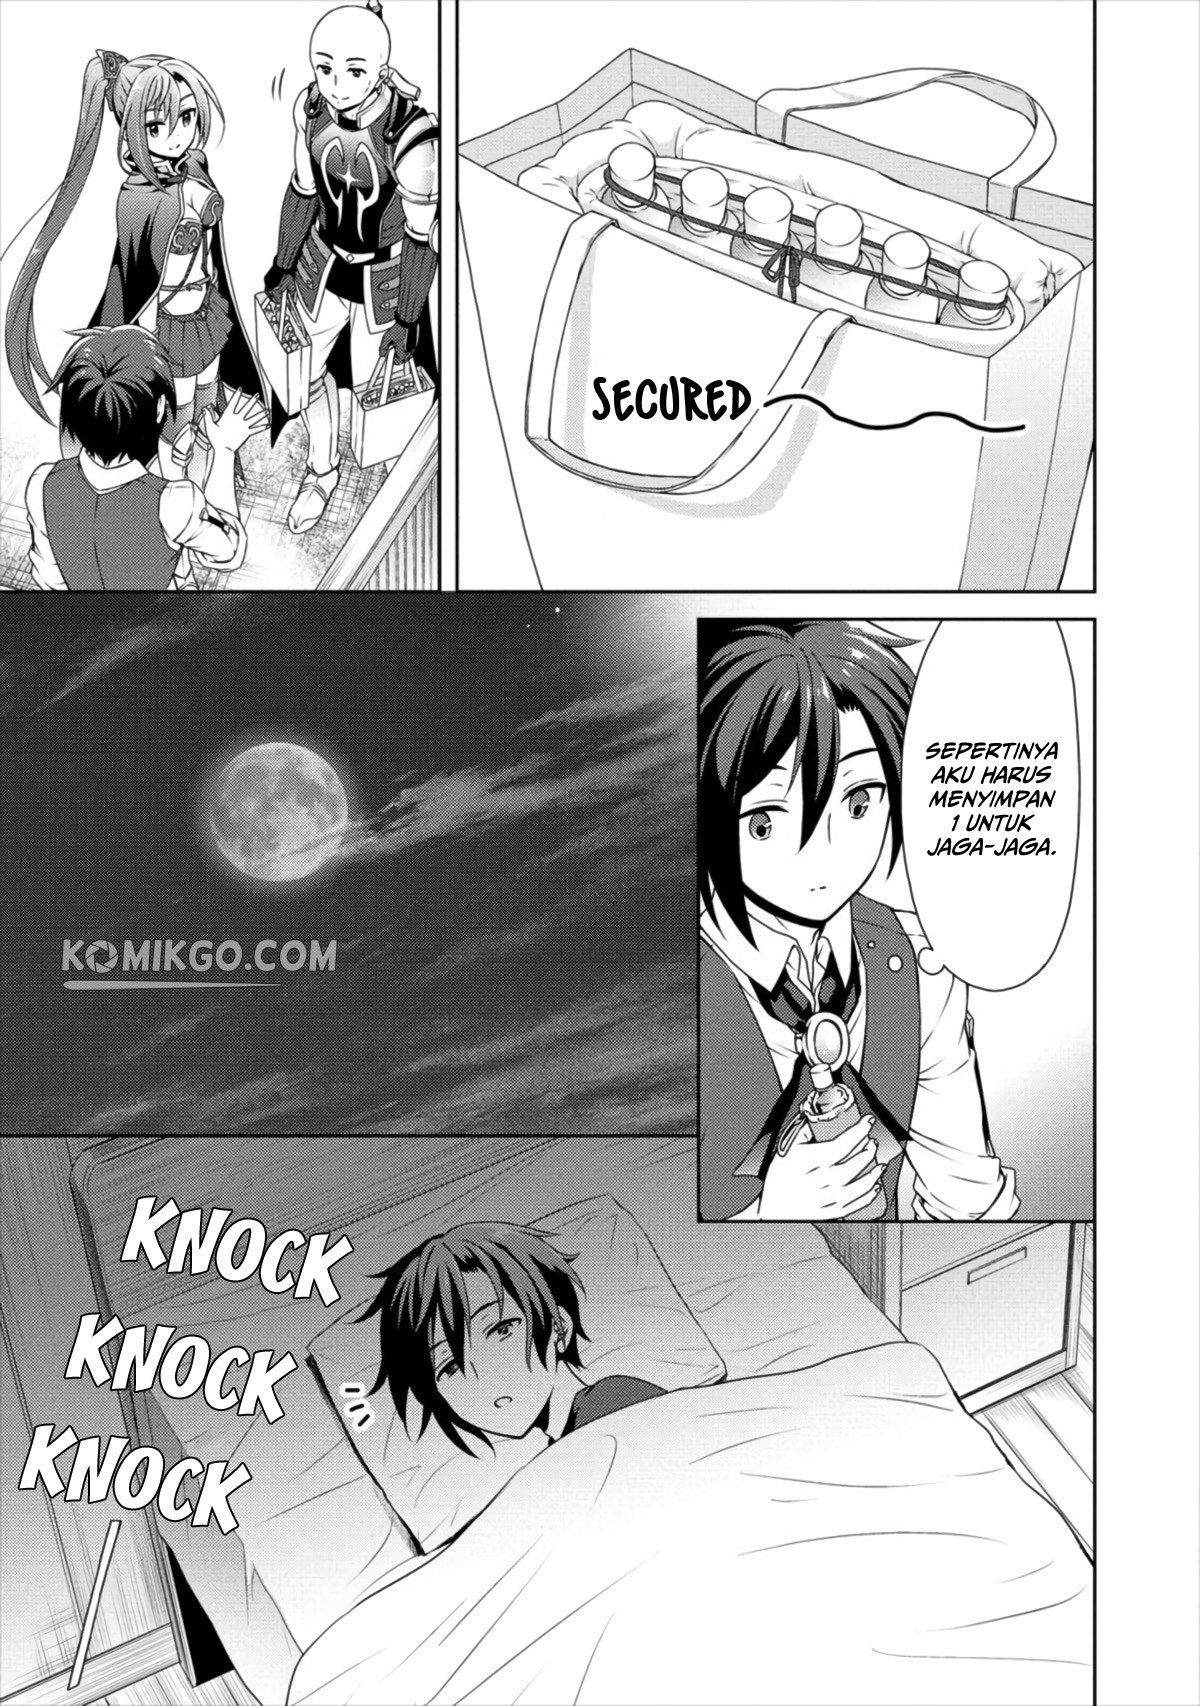 SECURED
SEPERTINYA
AKU HARUS
MENYIMPAN
1 UNTUK
JAGA-JAGA.
KOMIKGO.COM
KNOCK
KNOCK
KNOCK